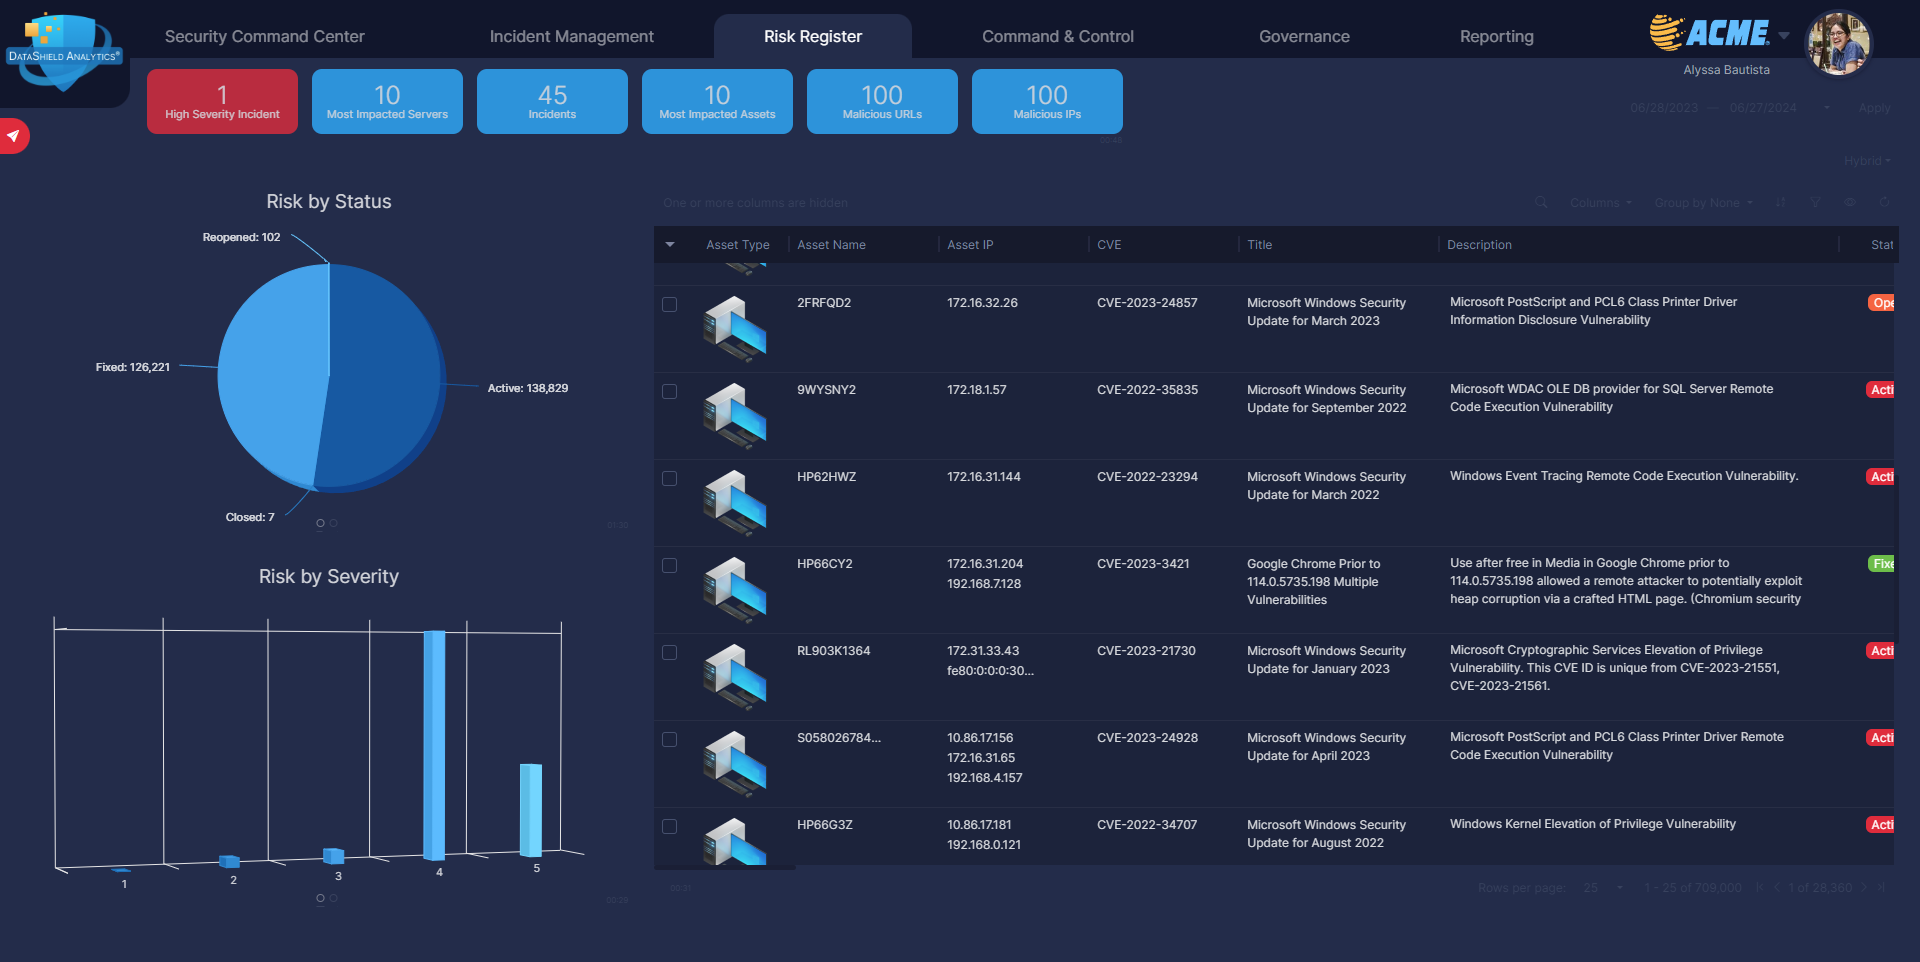 DATASHIELD ANALYTICS®
Security Command Center
Incident Management
Risk Register
Command & Control
Governance
Reporting
ACME
Alyssa Bautista
1
High Severity Incident
10
Most Impacted Servers
45
Incidents
10
Most Impacted Assets
100
Malicious URLs
100
Malicious IPs
06/28/2023 — 06/27/2024
Apply
Hybrid
Risk by Status
Reopened: 102
Fixed: 126,221
Active: 138,829
Closed: 7
Risk by Severity
1
2
3
4
5
One or more columns are hidden
Columns
Group by None
Asset Type
Asset Name
Asset IP
CVE
Title
Description
Stat
2FRFQD2
172.16.32.26
CVE-2023-24857
Microsoft Windows Security
Update for March 2023
Microsoft PostScript and PCL6 Class Printer Driver
Information Disclosure Vulnerability
Ope
9WYSNY2
172.18.1.57
CVE-2022-35835
Microsoft Windows Security
Update for September 2022
Microsoft WDAC OLE DB provider for SQL Server Remote
Code Execution Vulnerability
Acti
HP62HWZ
172.16.31.144
CVE-2022-23294
Microsoft Windows Security
Update for March 2022
Windows Event Tracing Remote Code Execution Vulnerability.
Acti
HP66CY2
172.16.31.204
192.168.7.128
CVE-2023-3421
Google Chrome Prior to
114.0.5735.198 Multiple
Vulnerabilities
Use after free in Media in Google Chrome prior to
114.0.5735.198 allowed a remote attacker to potentially exploit
heap corruption via a crafted HTML page. (Chromium security
Fixe
RL903K1364
172.31.33.43
fe80:0:0:0:30...
CVE-2023-21730
Microsoft Windows Security
Update for January 2023
Microsoft Cryptographic Services Elevation of Privilege
Vulnerability. This CVE ID is unique from CVE-2023-21551,
CVE-2023-21561.
Acti
S058026784...
10.86.17.156
172.16.31.65
192.168.4.157
CVE-2023-24928
Microsoft Windows Security
Update for April 2023
Microsoft PostScript and PCL6 Class Printer Driver Remote
Code Execution Vulnerability
Acti
HP66G3Z
10.86.17.181
192.168.0.121
CVE-2022-34707
Microsoft Windows Security
Update for August 2022
Windows Kernel Elevation of Privilege Vulnerability
Acti
Rows per page: 25
1 - 25 of 709,000
1 of 28,360